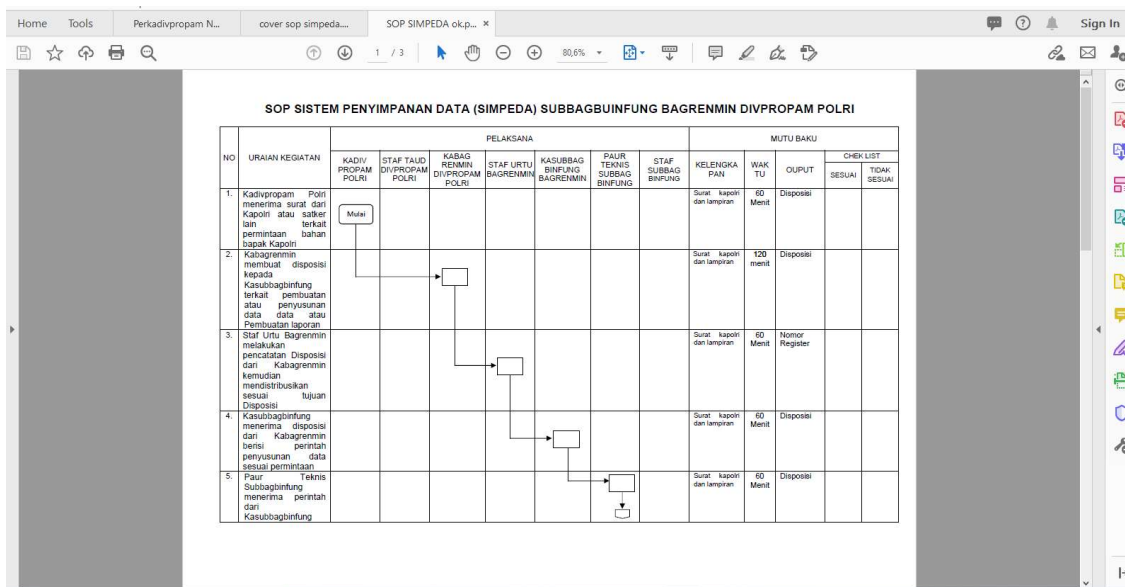 Home
Tools
Perkadivpropam N...
cover sop simpeda....
SOP SIMPEDA ok.p... ×
Sign In
1 / 3
80,6%
SOP SISTEM PENYIMPANAN DATA (SIMPEDA) SUBBAGBUINFUNG BAGRENMIN DIVPROPAM POLRI
NO
URAIAN KEGIATAN
PELAKSANA
MUTU BAKU
KADIV
PROPAM
POLRI
STAF TAUD
DIVPROPAM
POLRI
KABAG
RENMIN
DIVPROPAM
POLRI
STAF URTU
BAGRENMIN
KASUBBAG
BINFUNG
BAGRENMIN
PAUR
TEKNIS
SUBBAG
BINFUNG
STAF
SUBBAG
BINFUNG
KELENGKA
PAN
WAK
TU
OUPUT
CHEK LIST
SESUAI
TIDAK
SESUAI
1.
Kadivpropam Polri
menerima surat dari
Kapolri atau satker
lain terkait
permintaan bahan
bapak Kapolri
Mulai
Surat kapolri
dan lampiran
60
Menit
Disposisi
2.
Kabagrenmin
membuat disposisi
kepada
Kasubbagbinfung
terkait pembuatan
atau penyusunan
data data atau
Pembuatan laporan
Surat kapolri
dan lampiran
120
menit
Disposisi
3.
Staf Urtu Bagrenmin
melakukan
pencatatan Disposisi
dari Kabagrenmin
kemudian
mendistribusikan
sesuai tujuan
Disposisi
Surat kapolri
dan lampiran
60
Menit
Nomor
Register
4.
Kasubbagbinfung
menerima disposisi
dari Kabagrenmin
berisi perintah
penyusunan data
sesuai permintaan
Surat kapolri
dan lampiran
60
Menit
Disposisi
5.
Paur Teknis
Subbagbinfung
menerima perintah
dari
Kasubbagbinfung
Surat kapolri
dan lampiran
60
Menit
Disposisi